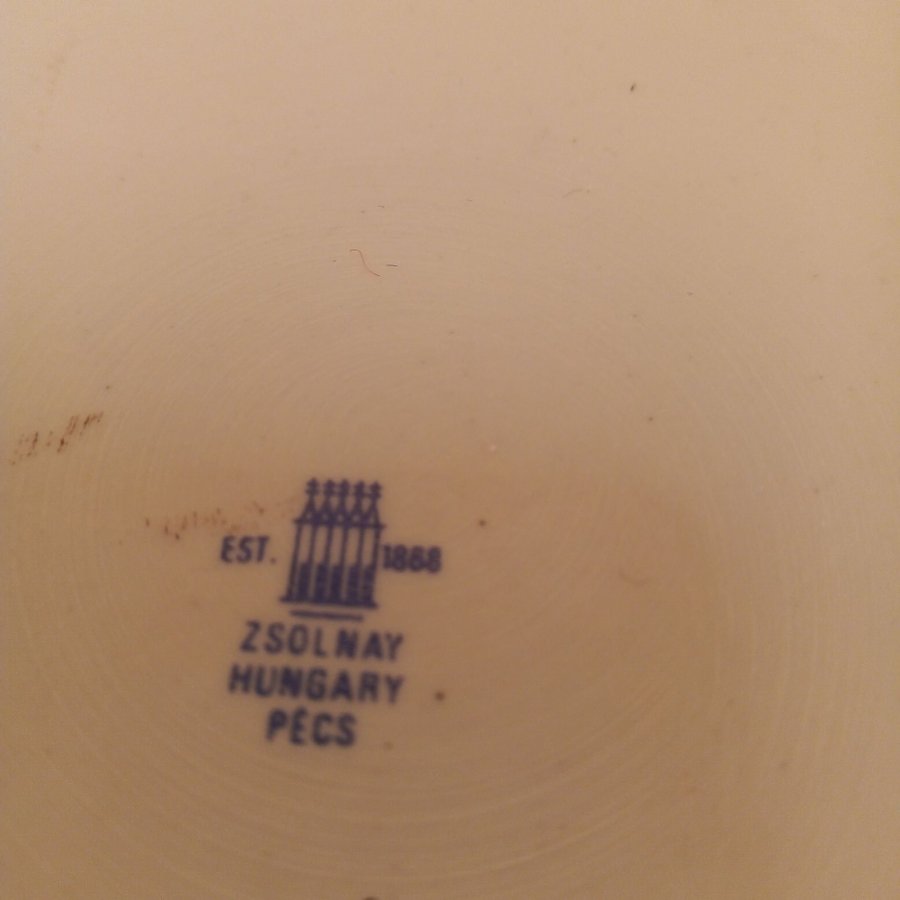 EST. 1868
ZSOLNAY
HUNGARY
PÉCS